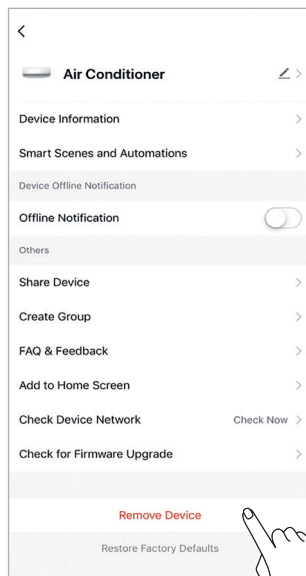 Air Conditioner
Device Information
Smart Scenes and Automations
Device Offline Notification
Offline Notification
Others
Share Device
Create Group
FAQ & Feedback
Add to Home Screen
Check Device Network Check Now
Check for Firmware Upgrade
Remove Device
Restore Factory Defaults